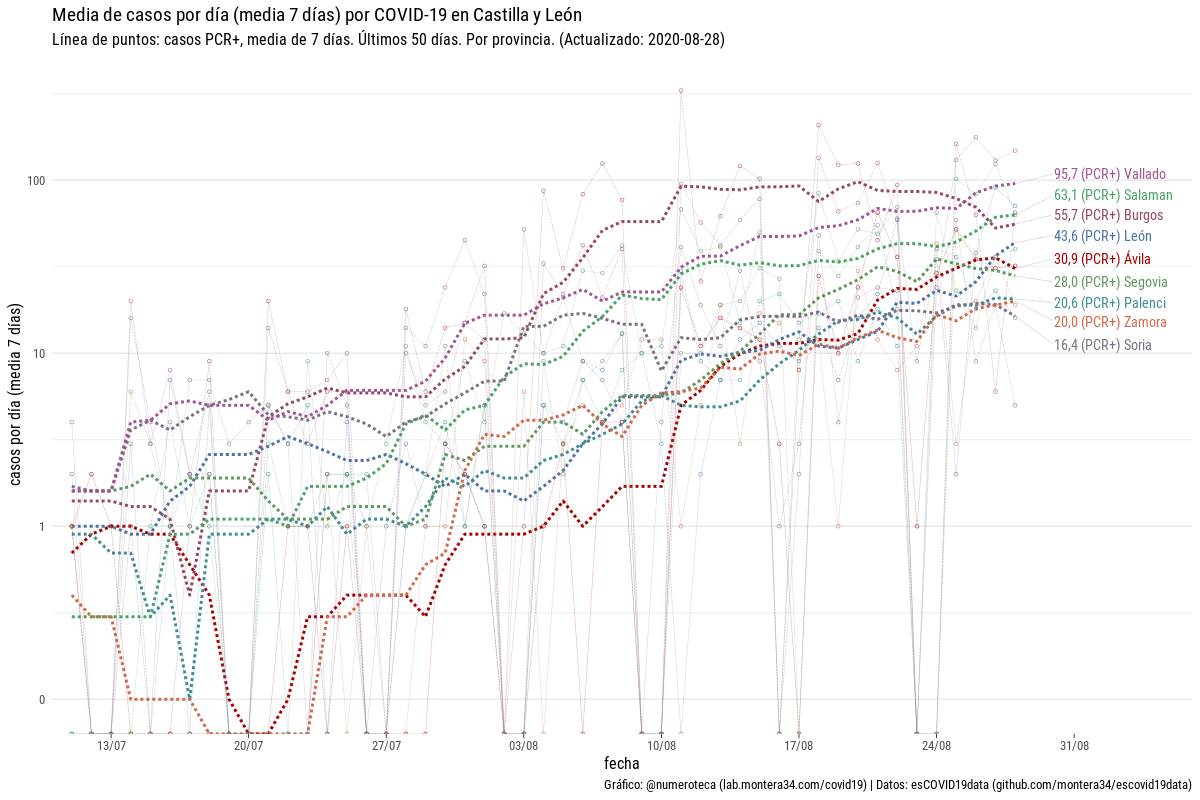 Media de casos por día (media 7 días) por COVID-19 en Castilla y León
Línea de puntos: casos PCR+, media de 7 días. Últimos 50 días. Por provincia. (Actualizado: 2020-08-28)
casos por día (media 7 días)
100
10
1
0
95,7 (PCR+) Vallado
63,1 (PCR+) Salaman
55,7 (PCR+) Burgos
43,6 (PCR+) León
30,9 (PCR+) Ávila
28,0 (PCR+) Segovia
20,6 (PCR+) Palenci
20,0 (PCR+) Zamora
16,4 (PCR+) Soria
13/07 20/07 27/07 03/08 10/08 17/08 24/08 31/08
fecha
Gráfico: @numeroteca (lab.montera34.com/covid19) | Datos: esCOVID19data (github.com/montera34/escovid19data)